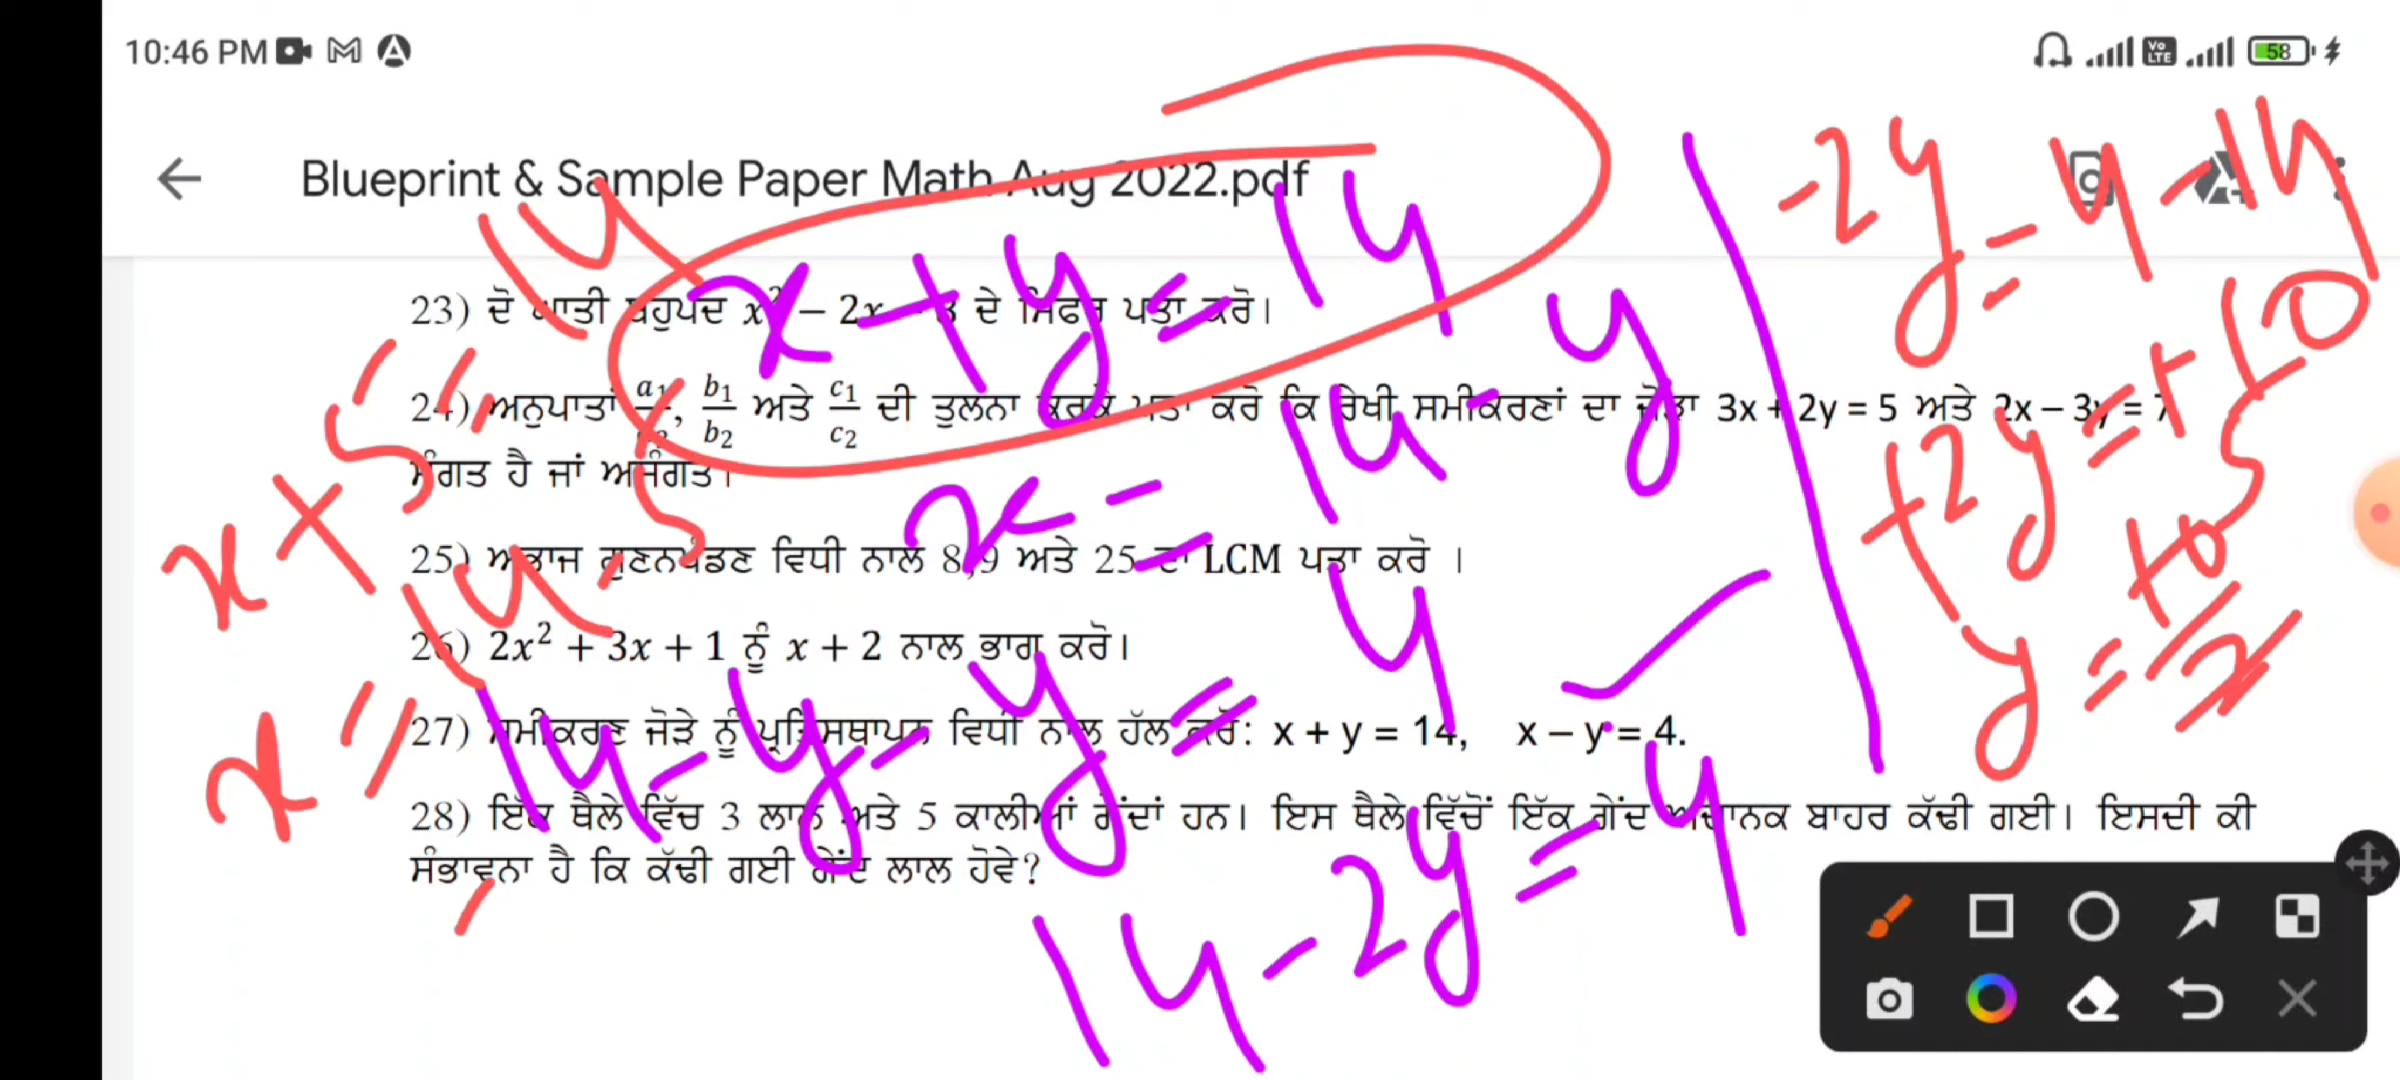 10:46 PM
58
Blueprint & Sample Paper Math Aug 2022.pdf
23) ਦੋ ਘਾਤੀ ਬਹੁਪਦ x² – 2x – 8 ਦੇ ਸਿਫਰ ਪਤਾ ਕਰੋ।
24) ਅਨੁਪਾਤਾਂ a₁/a₂, b₁/b₂ ਅਤੇ c₁/c₂ ਦੀ ਤੁਲਨਾ ਕਰਕੇ ਪਤਾ ਕਰੋ ਕਿ ਰੇਖੀ ਸਮੀਕਰਣਾਂ ਦਾ ਜੋੜਾ 3x + 2y = 5 ਅਤੇ 2x – 3y = 7
ਸੰਗਤ ਹੈ ਜਾਂ ਅਸੰਗਤ।
25) ਅਭਾਜ ਗੁਣਨਖੰਡਣ ਵਿਧੀ ਨਾਲ 8,9 ਅਤੇ 25 ਦਾ LCM ਪਤਾ ਕਰੋ ।
26) 2x² + 3x + 1 ਨੂੰ x + 2 ਨਾਲ ਭਾਗ ਕਰੋ।
27) ਸਮੀਕਰਣ ਜੋੜੇ ਨੂੰ ਪ੍ਰਤਿਸਥਾਪਨ ਵਿਧੀ ਨਾਲ ਹੱਲ ਕਰੋ: x + y = 14, x – y = 4.
28) ਇੱਕ ਥੈਲੇ ਵਿੱਚ 3 ਲਾਲ ਅਤੇ 5 ਕਾਲੀਆਂ ਗੇਂਦਾਂ ਹਨ। ਇਸ ਥੈਲੇ ਵਿੱਚੋਂ ਇੱਕ ਗੇਂਦ ਅਚਾਨਕ ਬਾਹਰ ਕੱਢੀ ਗਈ। ਇਸਦੀ ਕੀ
ਸੰਭਾਵਨਾ ਹੈ ਕਿ ਕੱਢੀ ਗਈ ਗੇਂਦ ਲਾਲ ਹੋਵੇ?
x + y = 14
x = 14 - y
14 - y - y = 4
14 - 2y = 4
-2y = 4 - 14
+2y = +10
y =
x + 5 = 14
x = 14 - 5